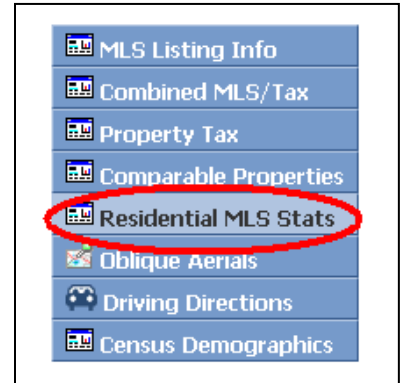 MLS Listing Info
Combined MLS/Tax
Property Tax
Comparable Properties
Residential MLS Stats
Oblique Aerials
Driving Directions
Census Demographics